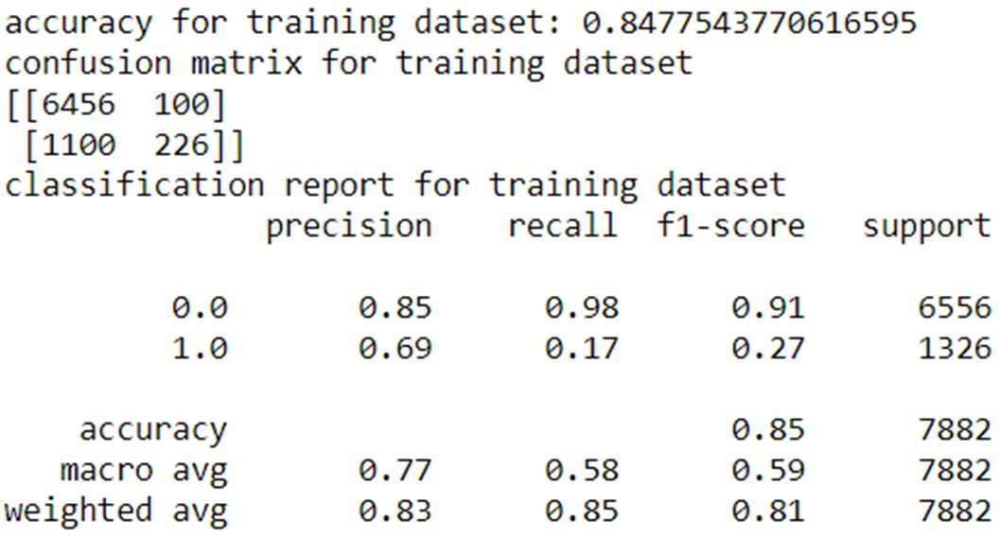 accuracy for training dataset: 0.8477543770616595
confusion matrix for training dataset
[[6456  100]
 [1100  226]]
classification report for training dataset
              precision    recall  f1-score   support

         0.0       0.85      0.98      0.91      6556
         1.0       0.69      0.17      0.27      1326

    accuracy                           0.85      7882
   macro avg       0.77      0.58      0.59      7882
weighted avg       0.83      0.85      0.81      7882